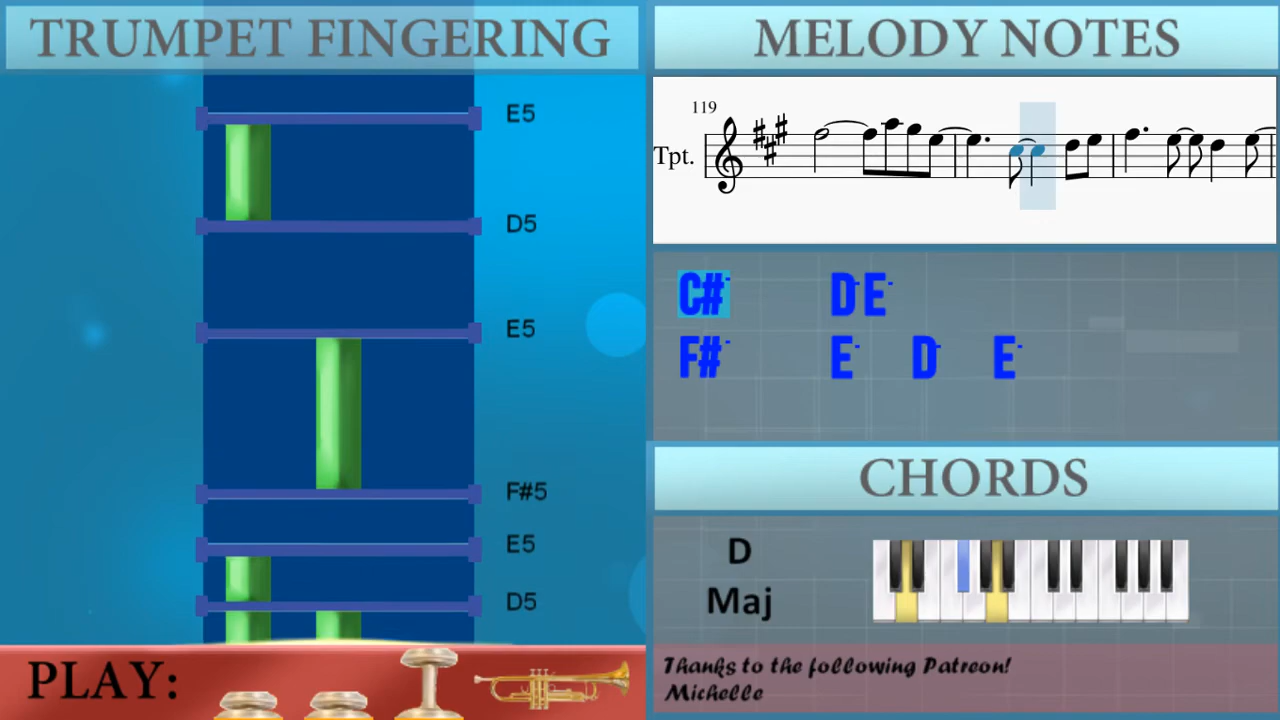 TRUMPET FINGERING
E5
D5
E5
F#5
E5
D5
PLAY:
MELODY NOTES
119
Tpt.
C#- D- E-
F#- E- D- E-
CHORDS
D
Maj
Thanks to the following Patreon!
Michelle